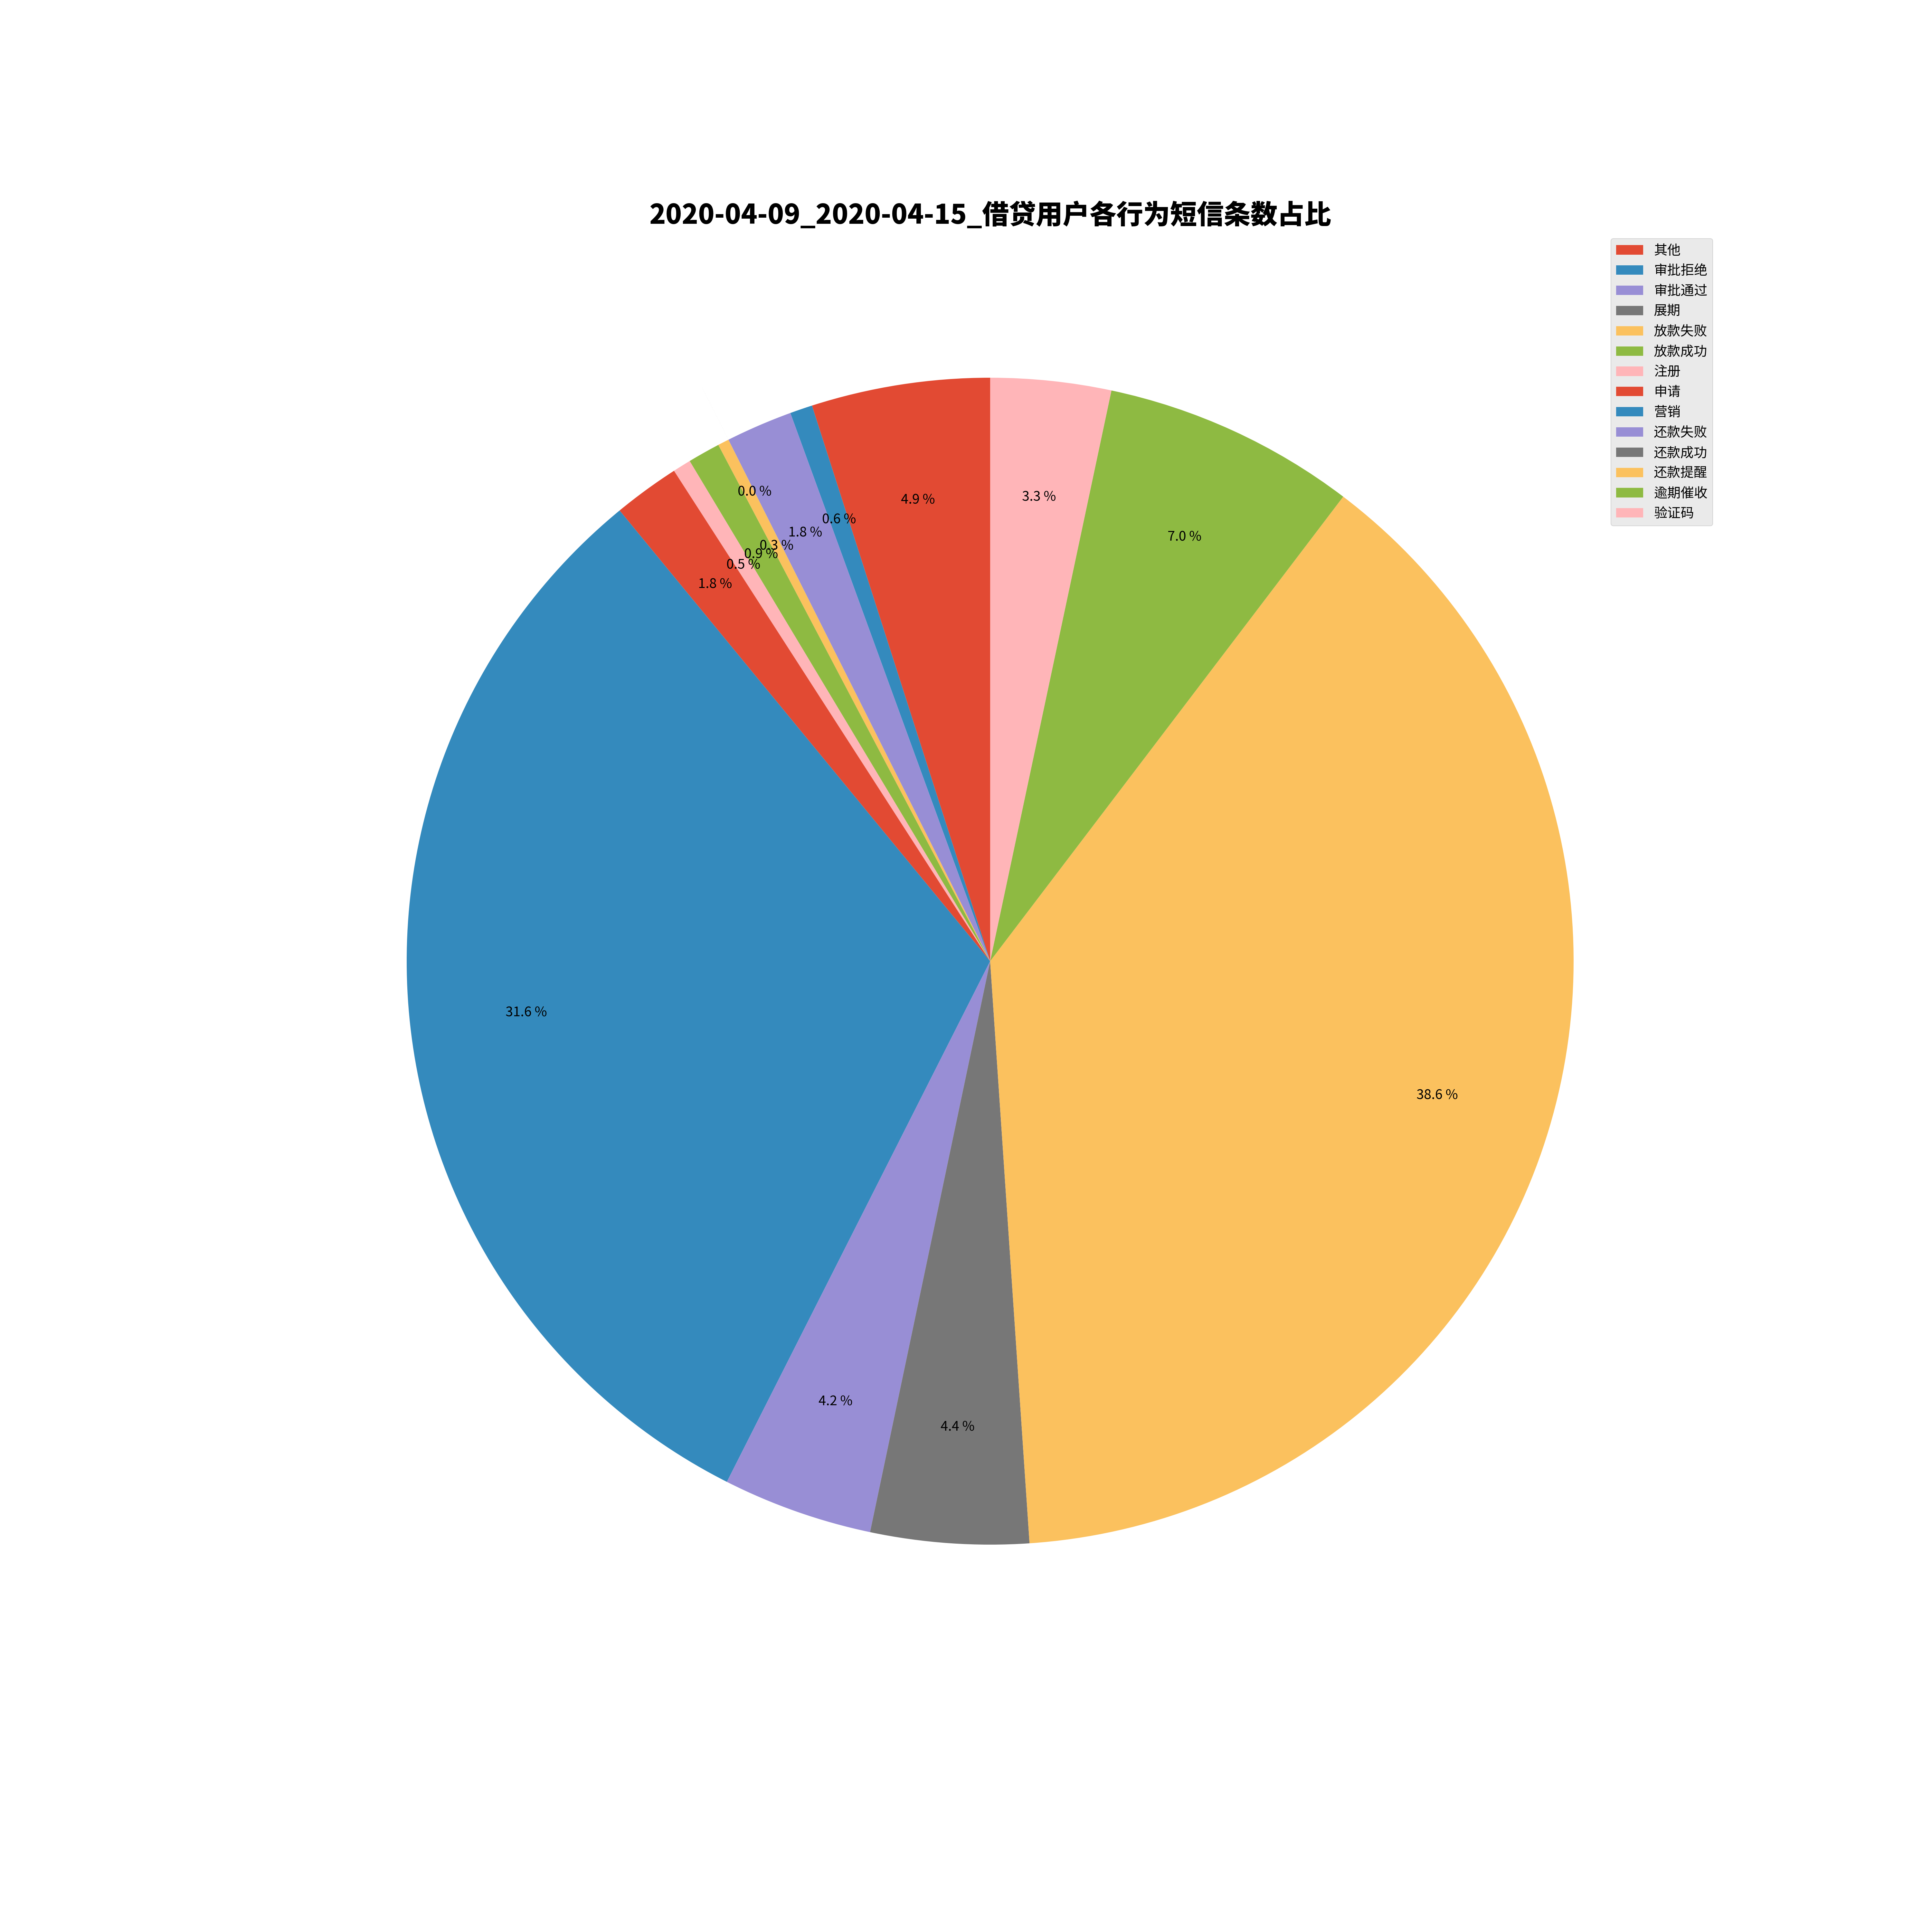 2020-04-09_2020-04-15_借贷用户各行为短信条数占比
其他
审批拒绝
审批通过
展期
放款失败
放款成功
注册
申请
营销
还款失败
还款成功
还款提醒
逾期催收
验证码
4.9 %
0.6 %
1.8 %
0.0 %
0.3 %
0.9 %
0.5 %
1.8 %
31.6 %
4.2 %
4.4 %
38.6 %
7.0 %
3.3 %